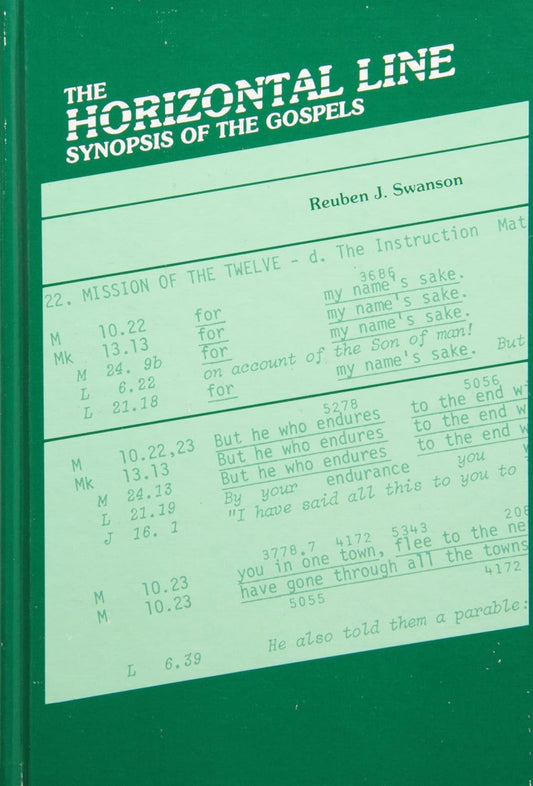 THE
HORIZONTAL LINE
SYNOPSIS OF THE GOSPELS
Reuben J. Swanson
22. MISSION OF THE TWELVE - d. The Instruction Mat
3686
M 10.22 for my name's sake.
Mk 13.13 for my name's sake.
M 24. 9b for my name's sake.
L 6.22 on account of the Son of man!
L 21.18 for my name's sake. But
5278 5056
M 10.22,23 But he who endures to the end wi
Mk 13.13 But he who endures to the end w
M 24.13 But he who endures to the end w
L 21.19 By your endurance you
J 16. 1 "I have said all this to you to
3778.7 4172 5343 208
M 10.23 you in one town, flee to the ne
M 10.23 have gone through all the towns
5055 4172
L 6.39 He also told them a parable: